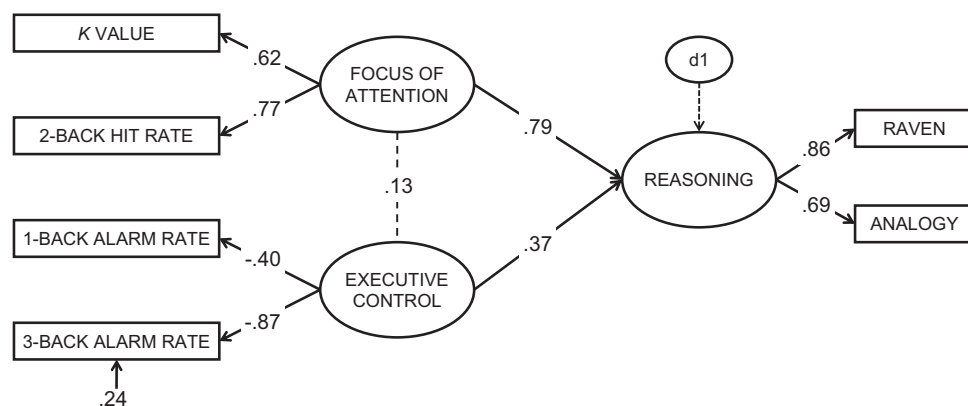 K VALUE
.62
FOCUS OF
ATTENTION
d1
.77
2-BACK HIT RATE
.79
RAVEN
.86
.13
REASONING
.69
1-BACK ALARM RATE
ANALOGY
-.40
.37
EXECUTIVE
CONTROL
-.87
3-BACK ALARM RATE
.24